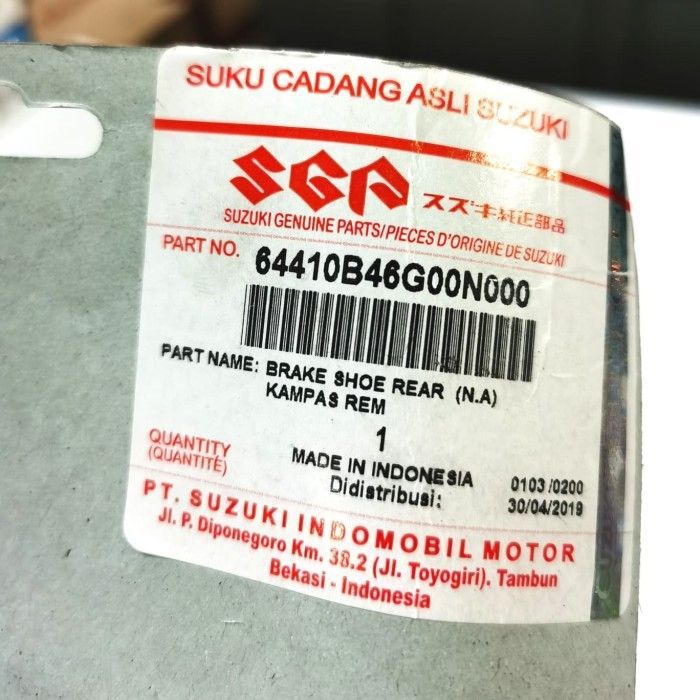 SUKU CADANG ASLI SUZUKI
SGP スズキ純正部品
SUZUKI GENUINE PARTS/PIECES D'ORIGINE DE SUZUKI
PART NO. 64410B46G00N000
PART NAME: BRAKE SHOE REAR (N.A)
KAMPAS REM
QUANTITY 1
(QUANTITÉ)
MADE IN INDONESIA 0103 /0200
Didistribusi: 30/04/2019
PT. SUZUKI INDOMOBIL MOTOR
Jl. P. Diponegoro Km. 38.2 (Jl. Toyogiri). Tambun
Bekasi - Indonesia